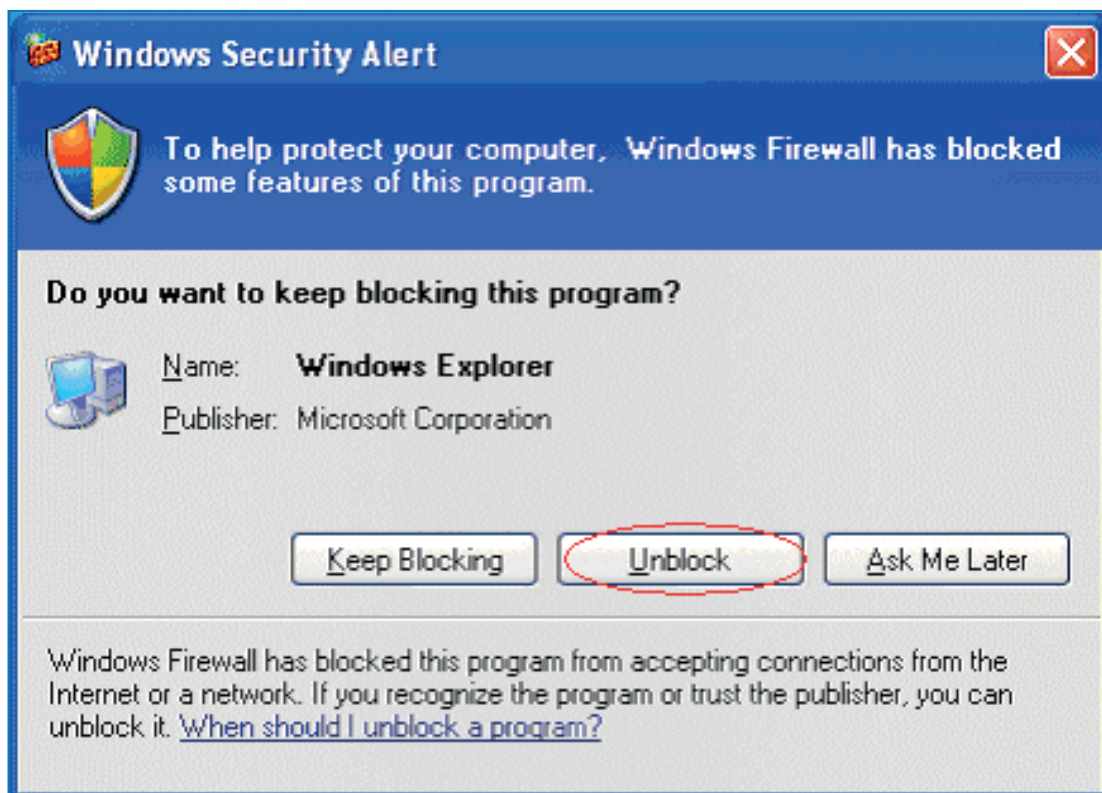 Windows Security Alert
To help protect your computer, Windows Firewall has blocked
some features of this program.
Do you want to keep blocking this program?
Name: Windows Explorer
Publisher: Microsoft Corporation
Keep Blocking Unblock Ask Me Later
Windows Firewall has blocked this program from accepting connections from the
Internet or a network. If you recognize the program or trust the publisher, you can
unblock it. When should I unblock a program?